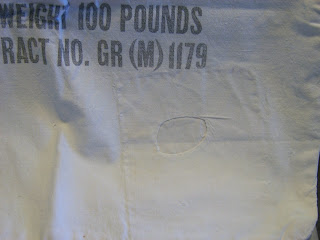 WEIGHT 100 POUNDS
RACT NO. GR (M) 1179